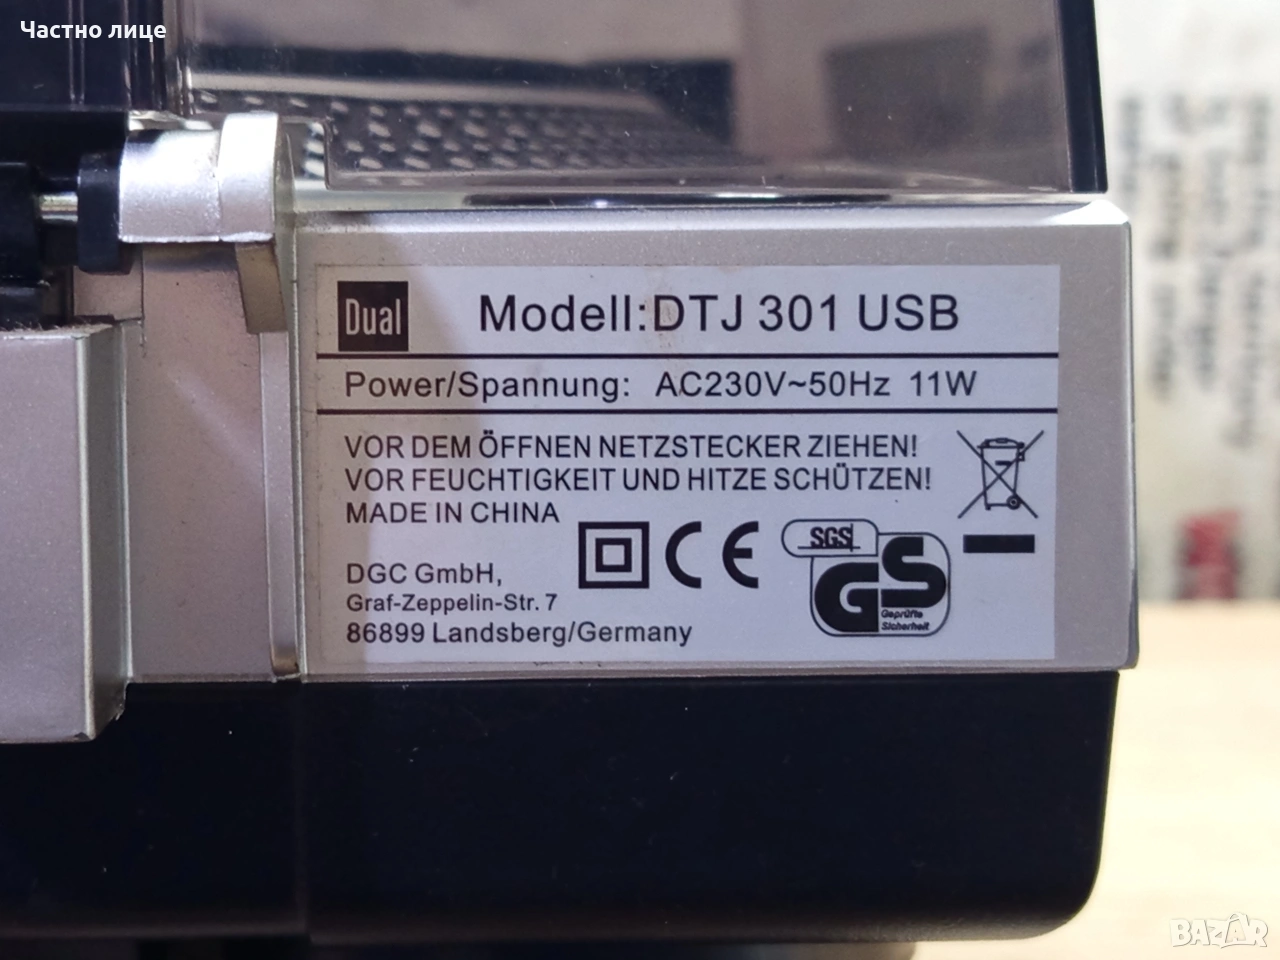 Частно лице
Dual Modell:DTJ 301 USB
Power/Spannung: AC230V~50Hz 11W
VOR DEM ÖFFNEN NETZSTECKER ZIEHEN!
VOR FEUCHTIGKEIT UND HITZE SCHÜTZEN!
MADE IN CHINA
DGC GmbH,
Graf-Zeppelin-Str. 7
86899 Landsberg/Germany
CE
SGS
GS
Geprüfte
Sicherheit
BAZAR